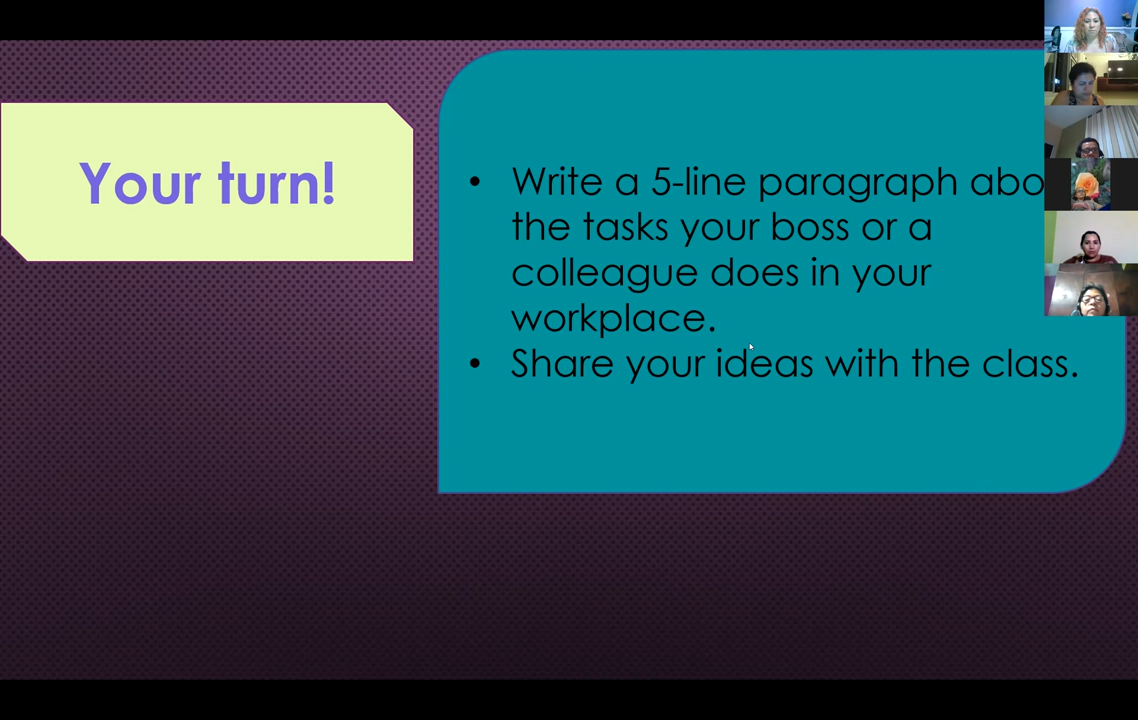 Your turn!
• Write a 5-line paragraph abo
the tasks your boss or a
colleague does in your
workplace.
• Share your ideas with the class.